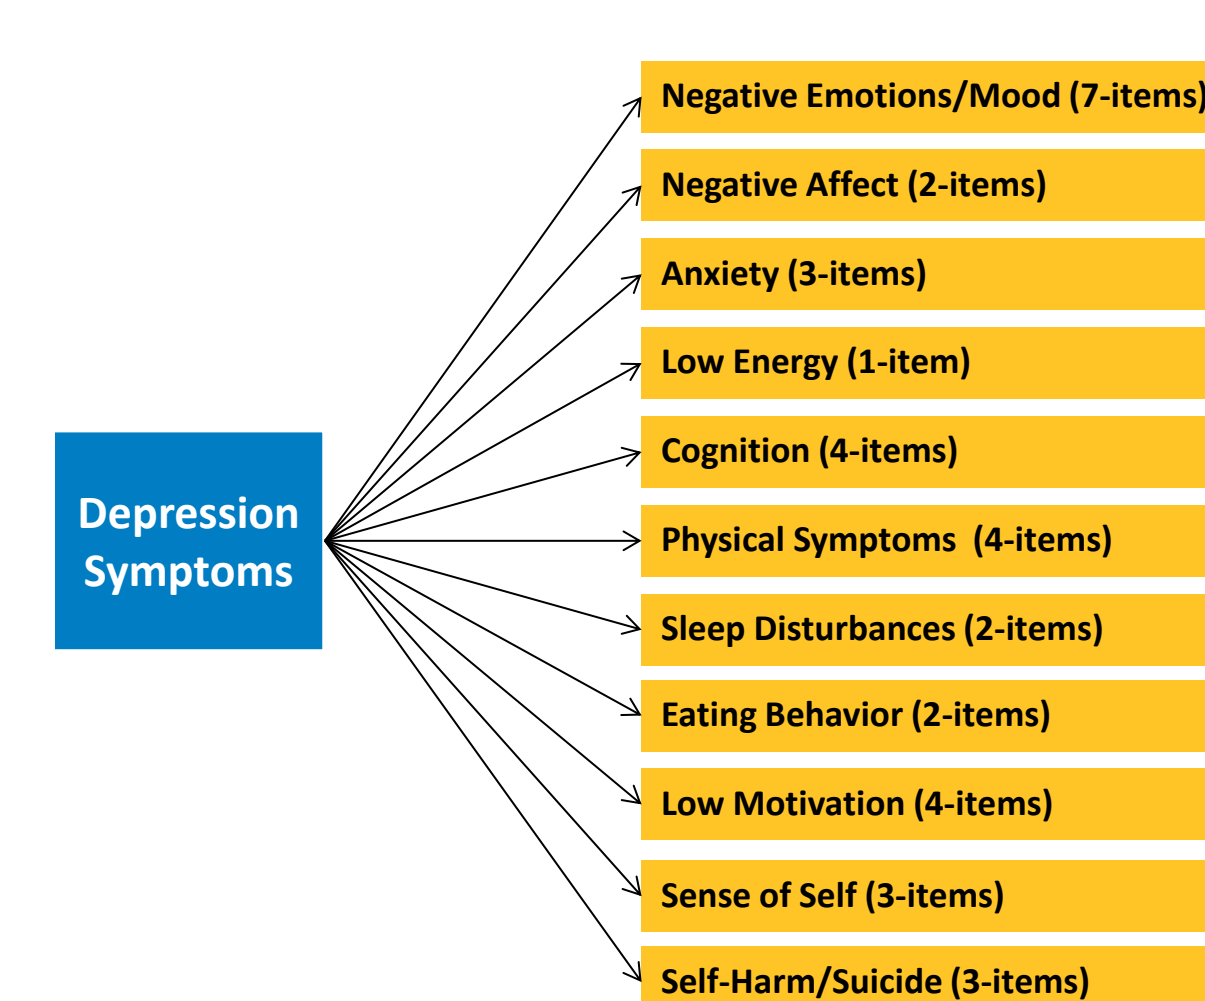 Negative Emotions/Mood (7-items)
Negative Affect (2-items)
Anxiety (3-items)
Low Energy (1-item)
Cognition (4-items)
Depression
Symptoms
Physical Symptoms  (4-items)
Sleep Disturbances (2-items)
Eating Behavior (2-items)
Low Motivation (4-items)
Sense of Self (3-items)
Self-Harm/Suicide (3-items)